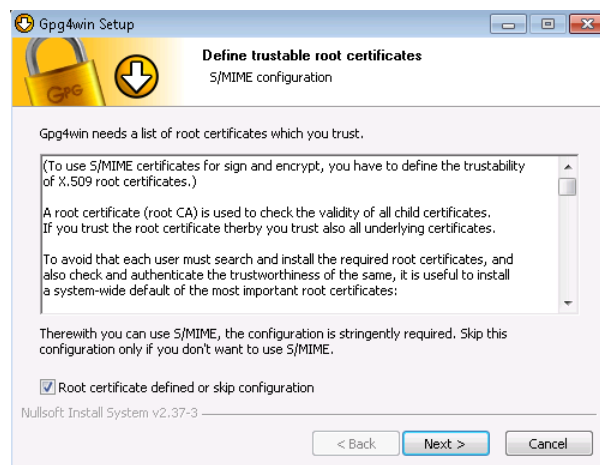 Gpg4win Setup
Define trustable root certificates
S/MIME configuration
GPG
Gpg4win needs a list of root certificates which you trust.
(To use S/MIME certificates for sign and encrypt, you have to define the trustability
of X.509 root certificates.)
A root certificate (root CA) is used to check the validity of all child certificates.
If you trust the root certificate therby you trust also all underlying certificates.
To avoid that each user must search and install the required root certificates, and
also check and authenticate the trustworthiness of the same, it is useful to install
a system-wide default of the most important root certificates:
Therewith you can use S/MIME, the configuration is stringently required. Skip this
configuration only if you don't want to use S/MIME.
Root certificate defined or skip configuration
Nullsoft Install System v2.37-3
< Back
Next >
Cancel